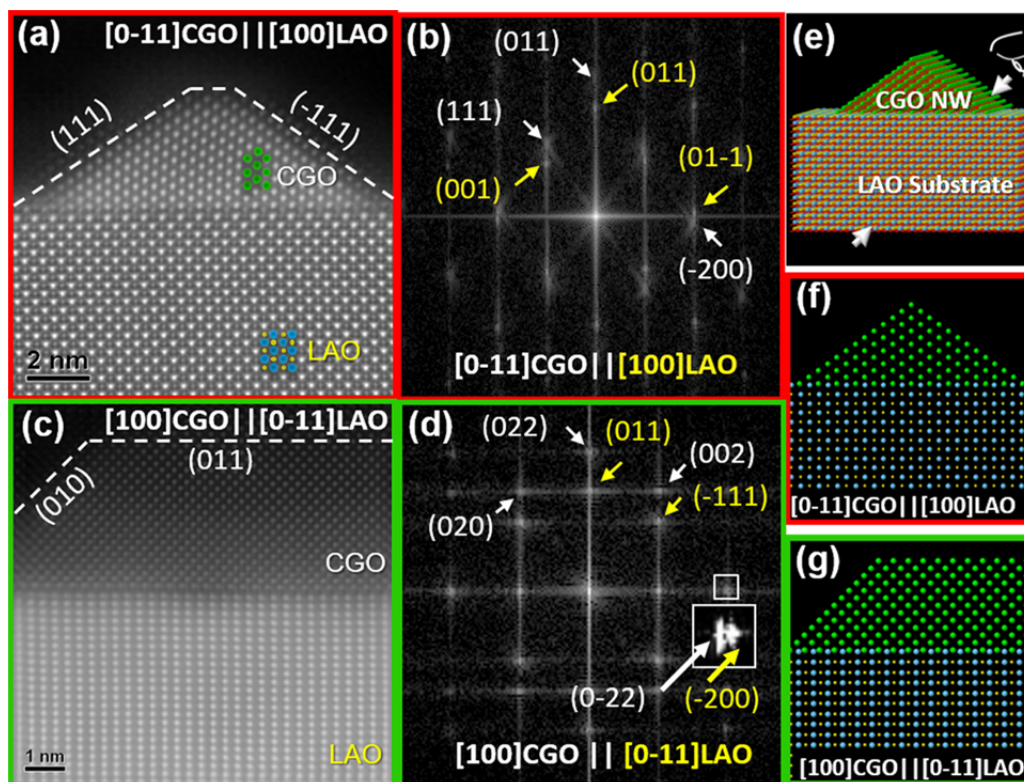 (a)
[0-11]CGO||[100]LAO
(111)
(-111)
CGO
LAO
2 nm
(b)
(011)
(011)
(111)
(001)
(01-1)
(-200)
[0-11]CGO||[100]LAO
(c)
[100]CGO||[0-11]LAO
(010)
(011)
CGO
LAO
1 nm
(d)
(022)
(011)
(002)
(-111)
(020)
(0-22)
(-200)
[100]CGO || [0-11]LAO
(e)
CGO NW
LAO Substrate
(f)
[0-11]CGO||[100]LAO
(g)
[100]CGO||[0-11]LAO